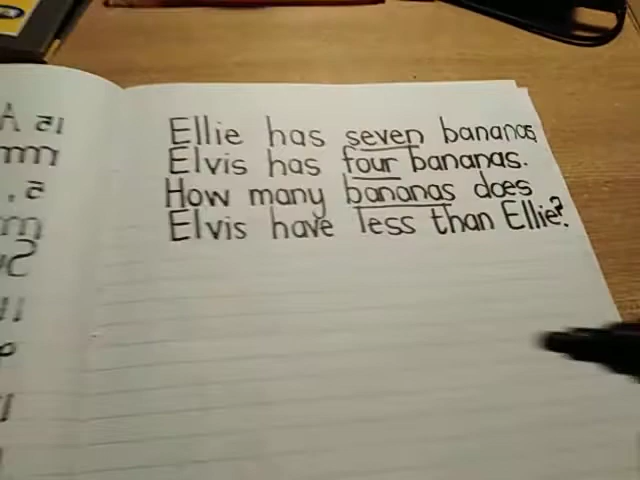 Ellie has seven bananas
Elvis has four bananas.
How many bananas does
Elvis have less than Ellie?